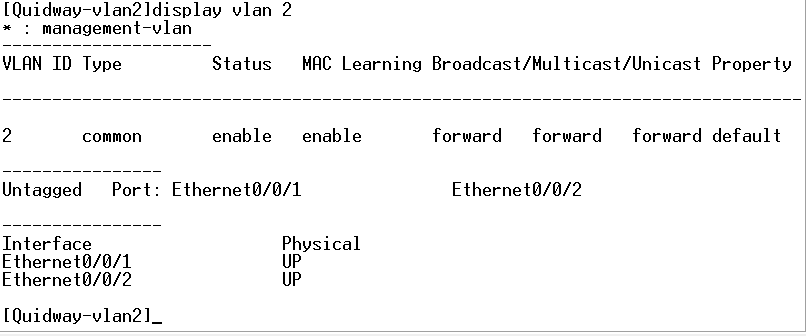 [Quidway-vlan2]display vlan 2
* : management-vlan
---------------------
VLAN ID Type         Status   MAC Learning Broadcast/Multicast/Unicast Property
--------------------------------------------------------------------------------
2       common       enable   enable       forward   forward   forward default
----------------
Untagged   Port: Ethernet0/0/1               Ethernet0/0/2
----------------
Interface                   Physical
Ethernet0/0/1               UP
Ethernet0/0/2               UP
[Quidway-vlan2]_